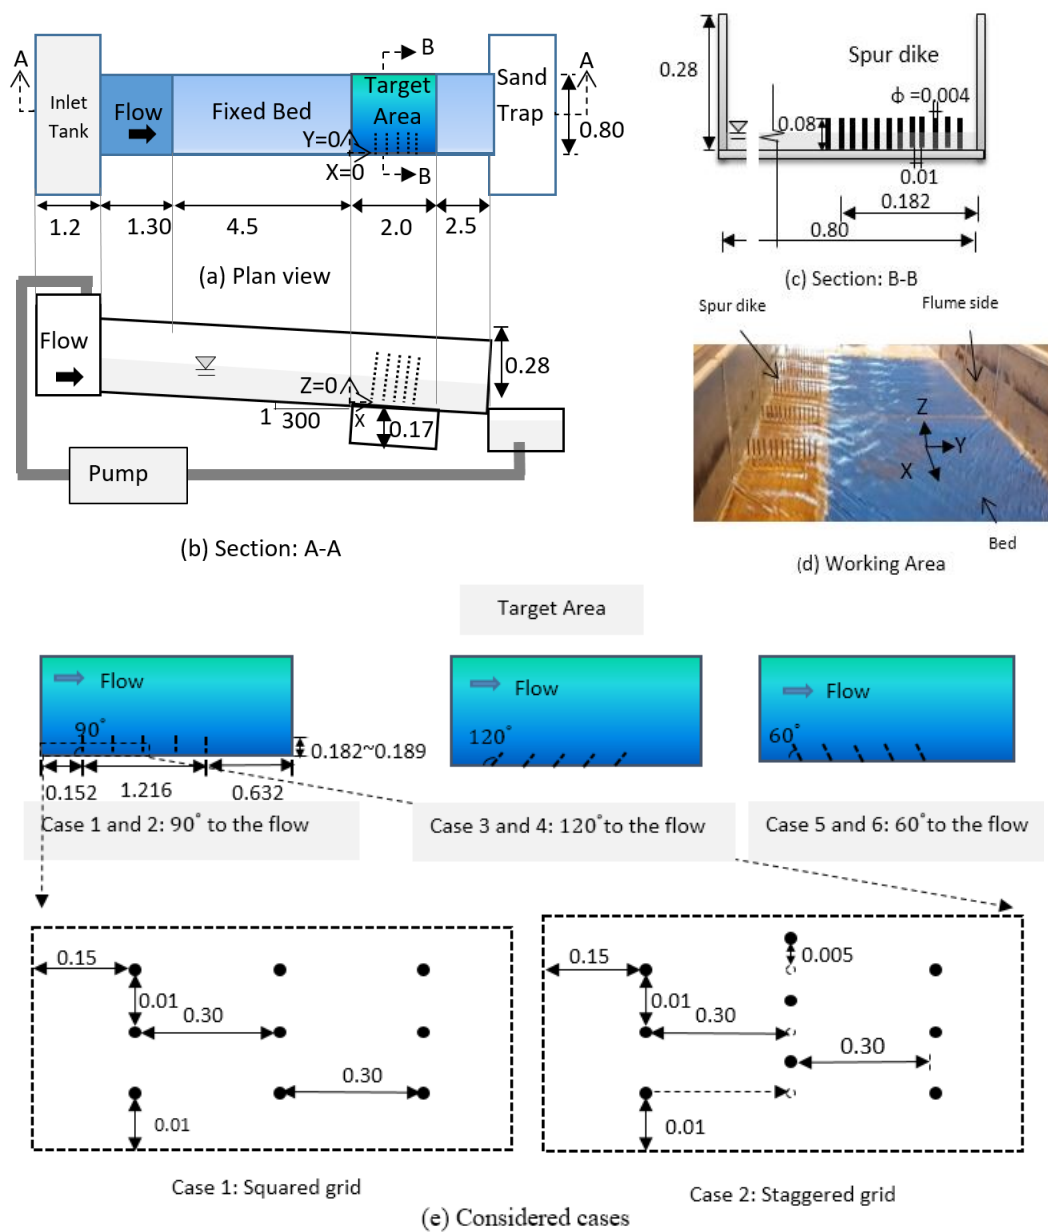 A
B
A
Inlet
Tank
Flow
Fixed Bed
Target
Area
Sand
Trap
0.80
Y=0
X=0
B
1.2
1.30
4.5
2.0
2.5
(a) Plan view
Flow
Z=0
X
1
300
0.17
0.28
Pump
(b) Section: A-A
0.28
Spur dike
ϕ =0.004
0.08
0.01
0.182
0.80
(c) Section: B-B
Spur dike
Flume side
Z
Y
X
Bed
(d) Working Area
Target Area
Flow
90°
0.182~0.189
0.152
1.216
0.632
Case 1 and 2: 90° to the flow
Flow
120°
Case 3 and 4: 120° to the flow
Flow
60°
Case 5 and 6: 60° to the flow
0.15
0.01
0.30
0.30
0.01
Case 1: Squared grid
0.15
0.005
0.01
0.30
0.30
0.01
Case 2: Staggered grid
(e) Considered cases